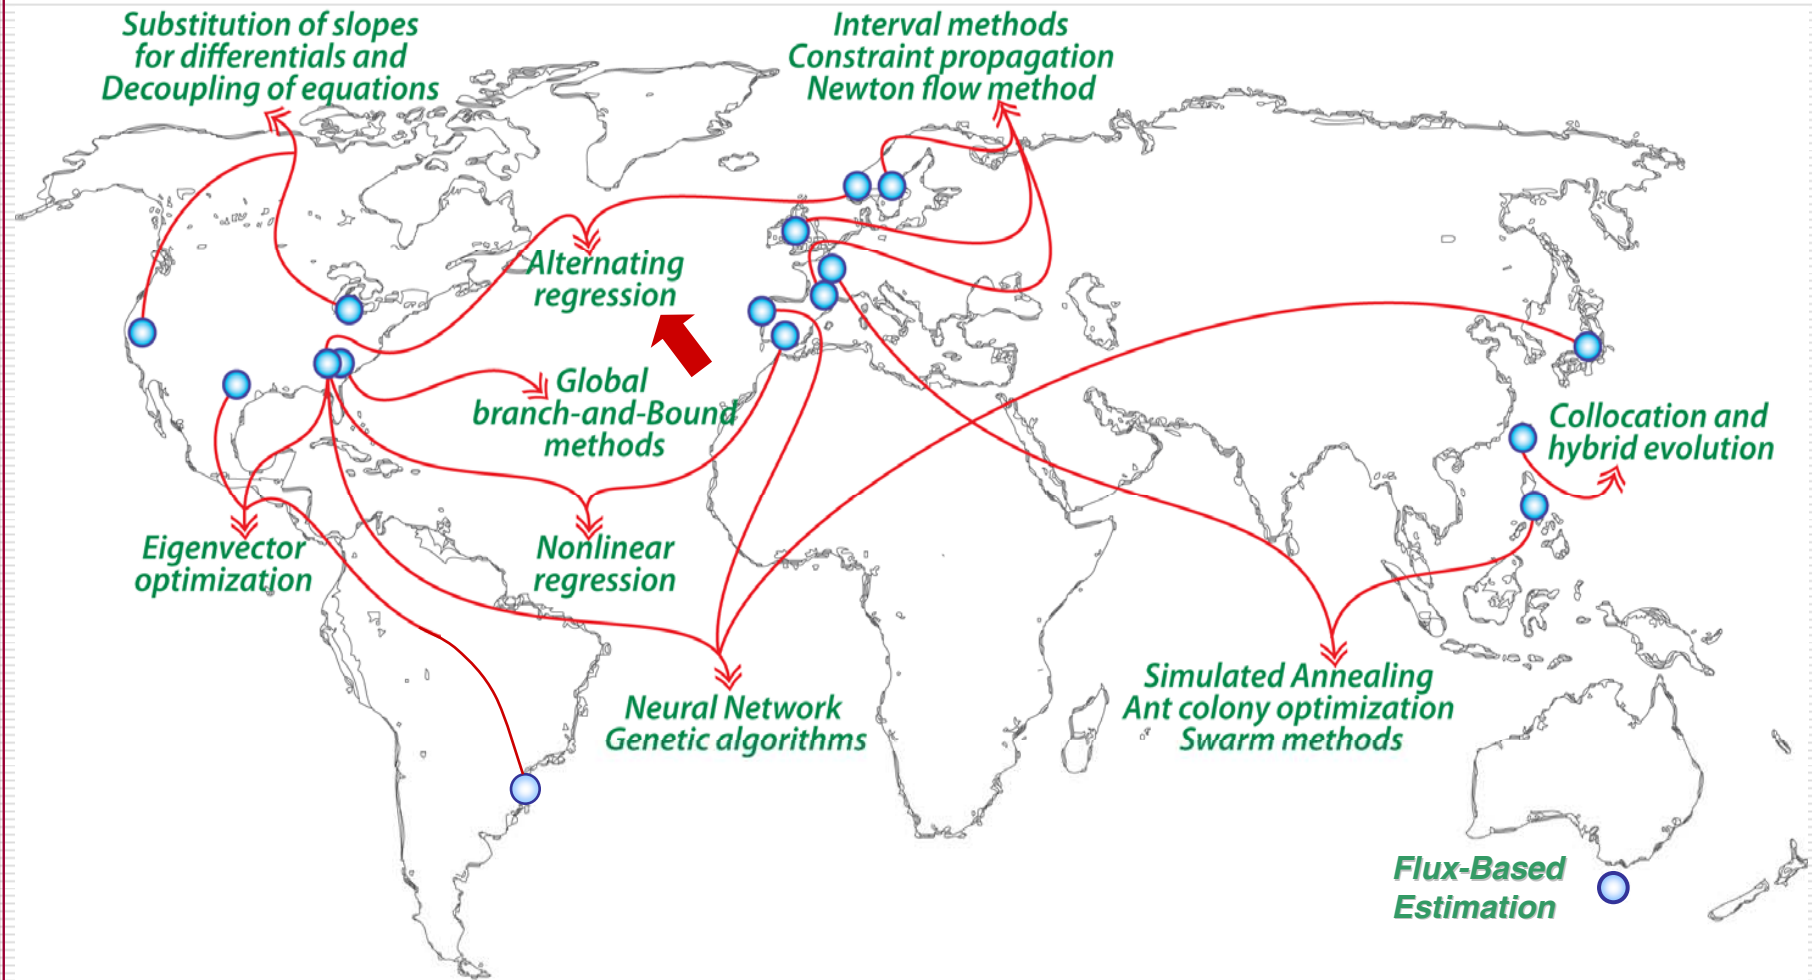 Substitution of slopes
for differentials and
Decoupling of equations
Interval methods
Constraint propagation
Newton flow method
Alternating
regression
Global
branch-and-Bound
methods
Collocation and
hybrid evolution
Eigenvector
optimization
Nonlinear
regression
Neural Network
Genetic algorithms
Simulated Annealing
Ant colony optimization
Swarm methods
Flux-Based
Estimation